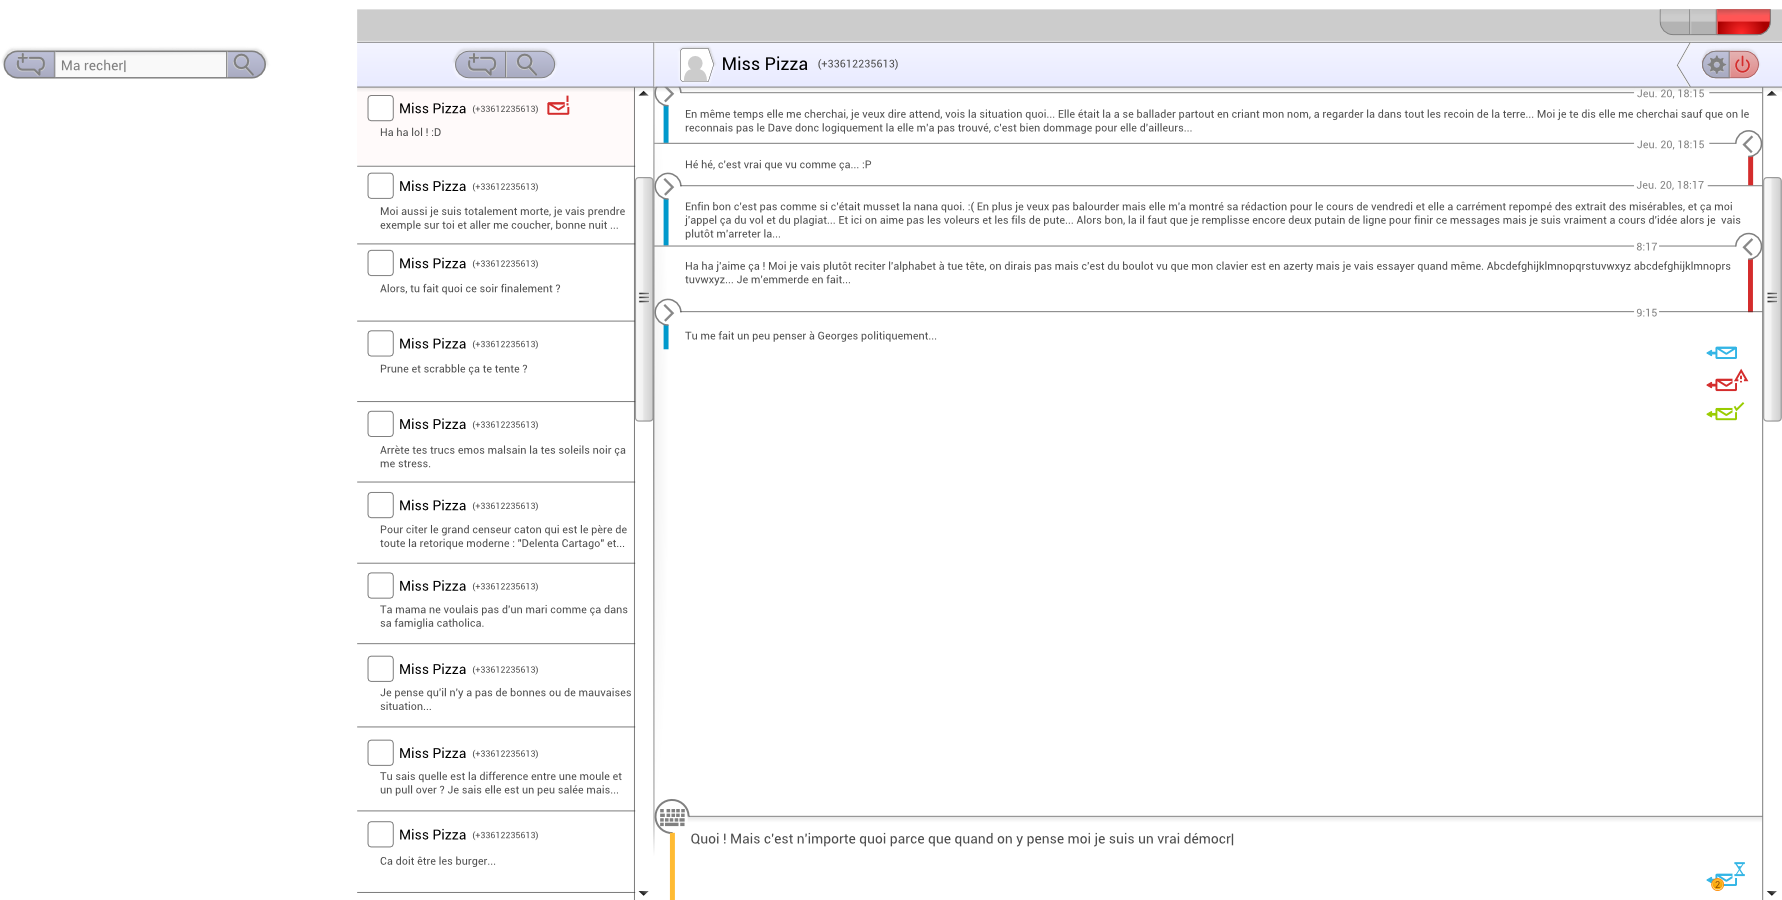 Ma recher|
Miss Pizza (+33612235613)
Ha ha lol ! :D
Miss Pizza (+33612235613)
Moi aussi je suis totalement morte, je vais prendre
exemple sur toi et aller me coucher, bonne nuit ...
Miss Pizza (+33612235613)
Alors, tu fait quoi ce soir finalement ?
Miss Pizza (+33612235613)
Prune et scrabble ça te tente ?
Miss Pizza (+33612235613)
Arrète tes trucs emos malsain la tes soleils noir ça
me stress.
Miss Pizza (+33612235613)
Pour citer le grand censeur caton qui est le père de
toute la retorique moderne : "Delenta Cartago" et...
Miss Pizza (+33612235613)
Ta mama ne voulais pas d'un mari comme ça dans
sa famiglia catholica.
Miss Pizza (+33612235613)
Je pense qu'il n'y a pas de bonnes ou de mauvaises
situation...
Miss Pizza (+33612235613)
Tu sais quelle est la difference entre une moule et
un pull over ? Je sais elle est un peu salée mais...
Miss Pizza (+33612235613)
Ca doit être les burger...
Miss Pizza (+33612235613)
Jeu. 20, 18:15
En même temps elle me cherchai, je veux dire attend, vois la situation quoi... Elle était la a se ballader partout en criant mon nom, a regarder la dans tout les recoin de la terre... Moi je te dis elle me cherchai sauf que on le
reconnais pas le Dave donc logiquement la elle m'a pas trouvé, c'est bien dommage pour elle d'ailleurs...
Jeu. 20, 18:15
Hé hé, c'est vrai que vu comme ça... :P
Jeu. 20, 18:17
Enfin bon c'est pas comme si c'était musset la nana quoi. :( En plus je veux pas balourder mais elle m'a montré sa rédaction pour le cours de vendredi et elle a carrément repompé des extrait des misérables, et ça moi
j'appel ça du vol et du plagiat... Et ici on aime pas les voleurs et les fils de pute... Alors bon, la il faut que je remplisse encore deux putain de ligne pour finir ce messages mais je suis vraiment a cours d'idée alors je vais
plutôt m'arreter la...
8:17
Ha ha j'aime ça ! Moi je vais plutôt reciter l'alphabet à tue tête, on dirais pas mais c'est du boulot vu que mon clavier est en azerty mais je vais essayer quand même. Abcdefghijklmnopqrstuvwxyz abcdefghijklmnoprs
tuvwxyz... Je m'emmerde en fait...
9:15
Tu me fait un peu penser à Georges politiquement...
Quoi ! Mais c'est n'importe quoi parce que quand on y pense moi je suis un vrai démocr|
2